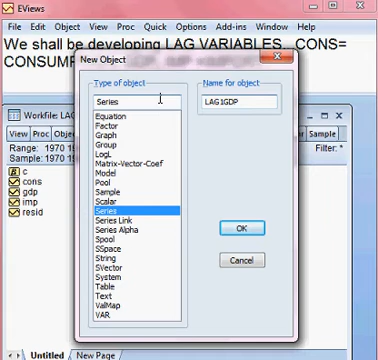 EViews
File Edit Object View Proc Quick Options Add-ins Window Help
We shall be developing LAG VARIABLES. CONS=
CONSUMP
New Object
Type of object
Name for object
Series
LAG1GDP
Equation
Factor
Graph
Group
LogL
Matrix-Vector-Coef
Model
Pool
Sample
Scalar
Series
Series Link
Series Alpha
Spool
SSpace
String
SVector
System
Table
Text
ValMap
VAR
OK
Cancel
Workfile: LAG
View Proc Object
Sample
Range: 1970
Filter: *
Sample: 1970
c
cons
gdp
imp
resid
Untitled New Page